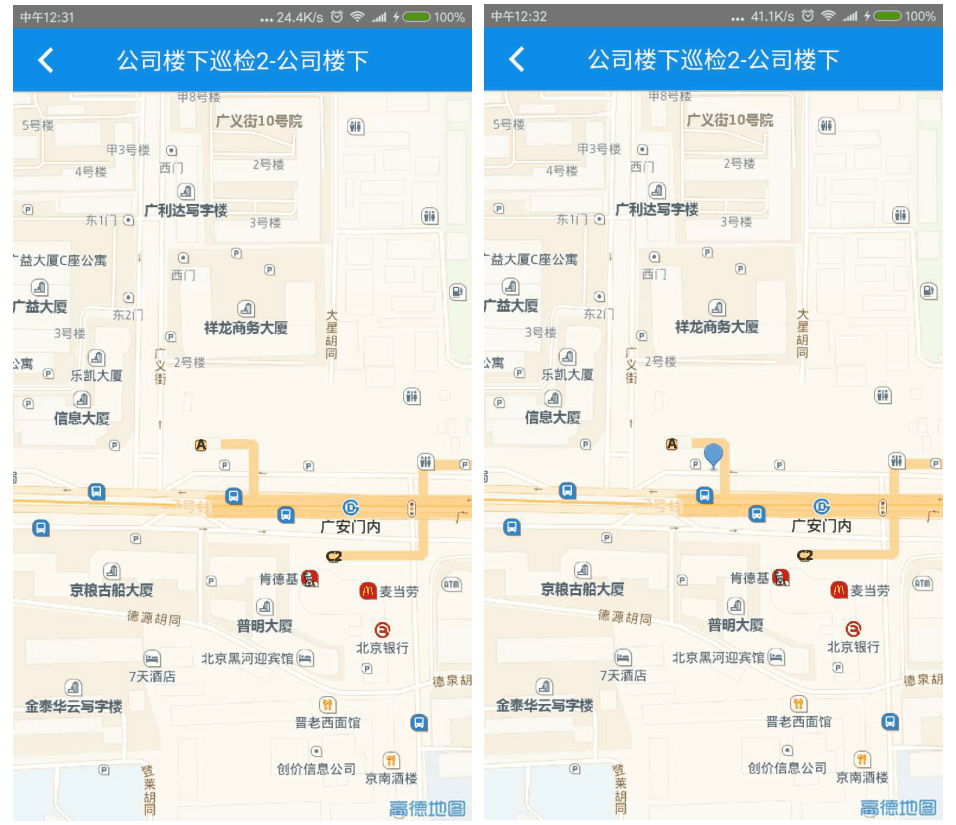 中午12:31
... 24.4K/s
100%
公司楼下巡检2-公司楼下
甲8号楼
5号楼
广义街10号院
甲3号楼
西门
2号楼
4号楼
P
广利达写字楼
东1门
3号楼
P
广益大厦C座公寓
西门
P
广益大厦
东2门
祥龙商务大厦
大星胡同
3号楼
P
广义街
2号楼
公寓
P
乐凯大厦
P
信息大厦
P
A
P
P
P
广安门内
P
C2
京粮古船大厦
P
肯德基
麦当劳
ATM
德源胡同
普明大厦
北京银行
7天酒店
北京黑河迎宾馆
P
德泉胡
金泰华云写字楼
晋老西面馆
P
登莱胡同
创价信息公司
京南酒楼
高德地图
中午12:32
... 41.1K/s
100%
公司楼下巡检2-公司楼下
甲8号楼
5号楼
广义街10号院
甲3号楼
西门
2号楼
4号楼
P
广利达写字楼
东1门
3号楼
P
广益大厦C座公寓
西门
P
广益大厦
东2门
祥龙商务大厦
大星胡同
3号楼
P
广义街
2号楼
公寓
P
乐凯大厦
P
信息大厦
P
A
P
P
P
广安门内
P
C2
京粮古船大厦
P
肯德基
麦当劳
ATM
德源胡同
普明大厦
北京银行
7天酒店
北京黑河迎宾馆
P
德泉胡
金泰华云写字楼
晋老西面馆
P
登莱胡同
创价信息公司
京南酒楼
高德地图